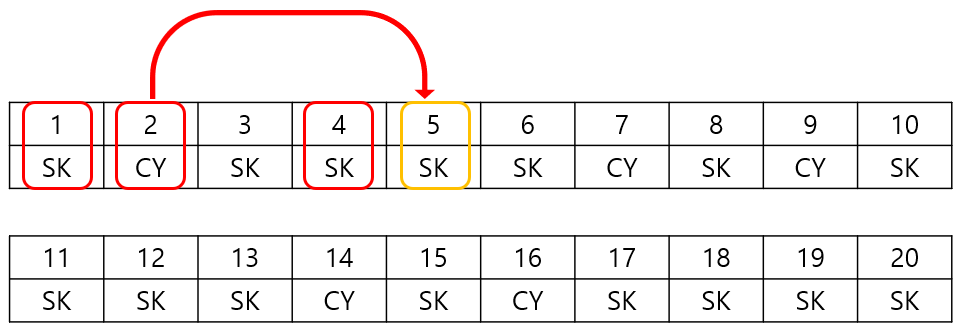 1 2 3 4 5 6 7 8 9 10
SK CY SK SK SK SK CY SK CY SK
11 12 13 14 15 16 17 18 19 20
SK SK SK CY SK CY SK SK SK SK